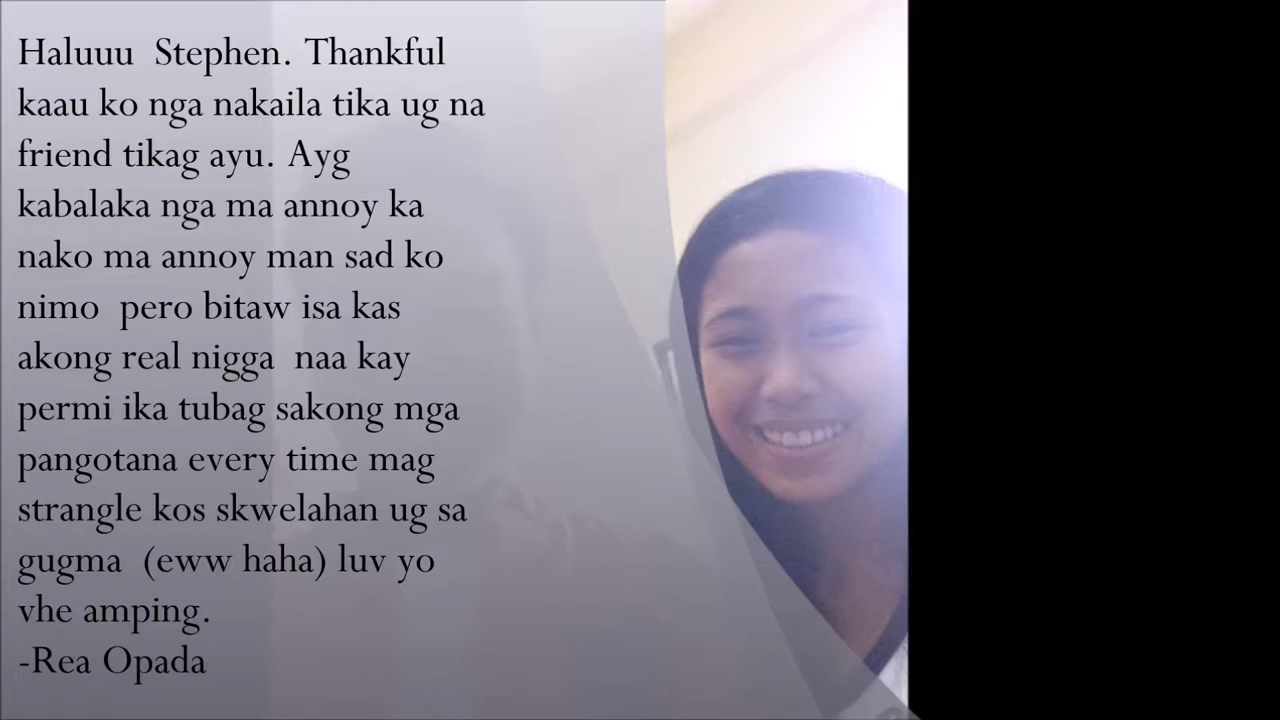 Haluuu  Stephen. Thankful
kaau ko nga nakaila tika ug na
friend tikag ayu. Ayg
kabalaka nga ma annoy ka
nako ma annoy man sad ko
nimo  pero bitaw isa kas
akong real nigga  naa kay
permi ika tubag sakong mga
pangotana every time mag
strangle kos skwelahan ug sa
gugma  (eww haha) luv yo
vhe amping.
-Rea Opada